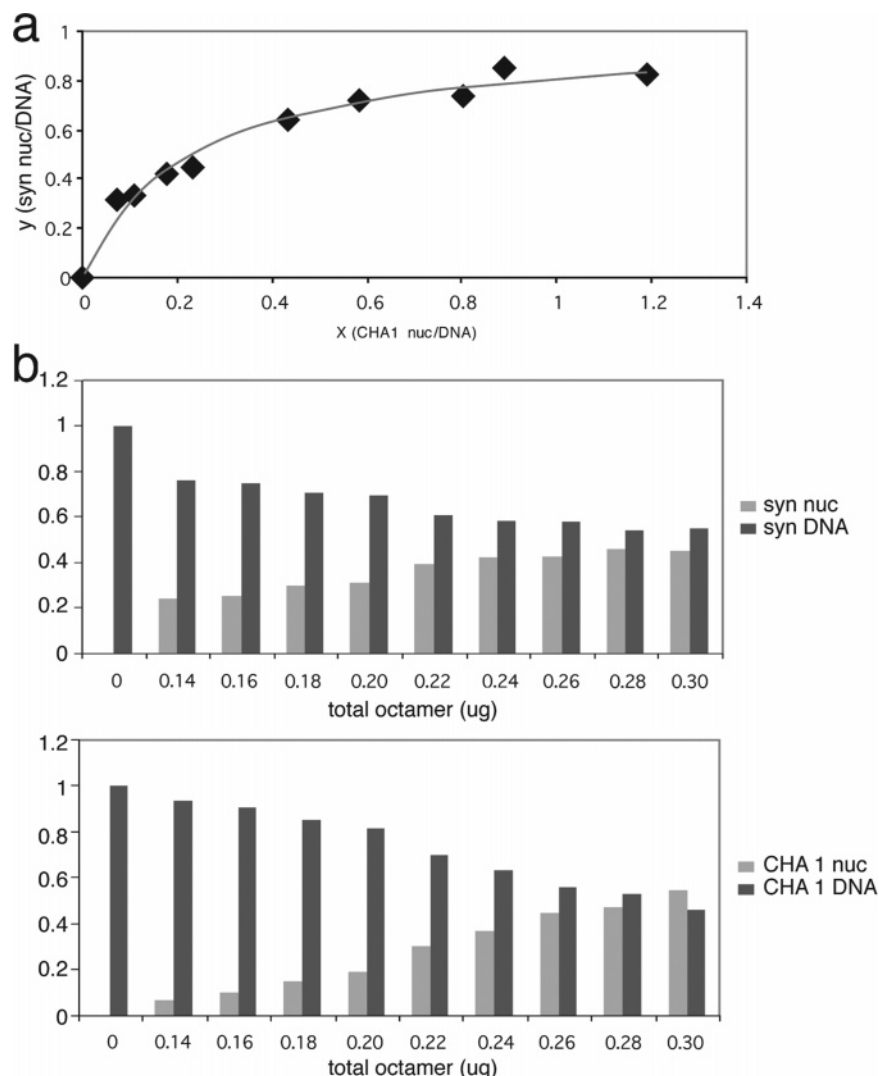 a
1
0.8
0.6
0.4
0.2
0
y (syn nuc/DNA)
0 0.2 0.4 0.6 0.8 1 1.2 1.4
X (CHA1 nuc/DNA)
b
1.2
1
0.8
0.6
0.4
0.2
0
syn nuc
syn DNA
0 0.14 0.16 0.18 0.20 0.22 0.24 0.26 0.28 0.30
total octamer (ug)
1.2
1
0.8
0.6
0.4
0.2
0
CHA 1 nuc
CHA 1 DNA
0 0.14 0.16 0.18 0.20 0.22 0.24 0.26 0.28 0.30
total octamer (ug)